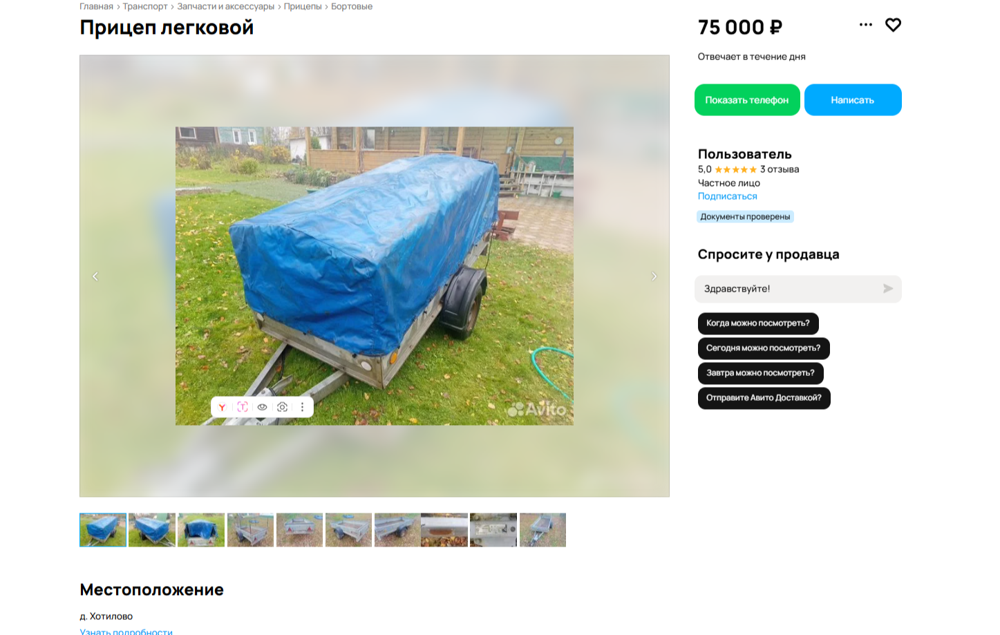 Главная › Транспорт › Запчасти и аксессуары › Прицепы › Бортовые
Прицеп легковой
75 000 ₽
Отвечает в течение дня
Показать телефон
Написать
Пользователь
5,0 ★★★★★ 3 отзыва
Частное лицо
Подписаться
Документы проверены
Спросите у продавца
Здравствуйте!
Когда можно посмотреть?
Сегодня можно посмотреть?
Завтра можно посмотреть?
Отправите Авито Доставкой?
Avito
Местоположение
д. Хотилово
Узнать подробности